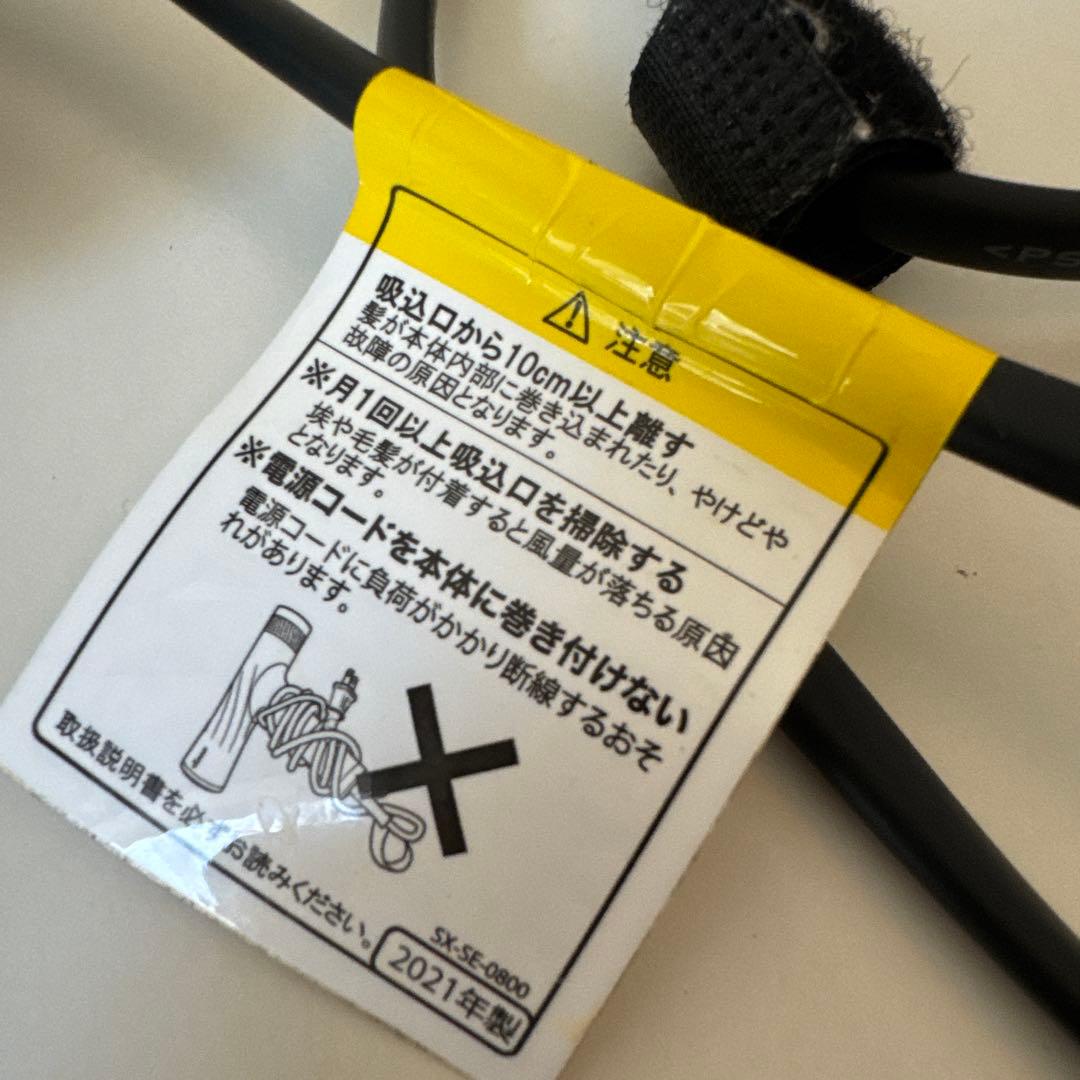 注意
吸込口から10cm以上離す
髪が本体内部に巻き込まれたり、やけどや
故障の原因となります。
※月1回以上吸込口を掃除する
埃や毛髪が付着すると風量が落ちる原因
となります。
※電源コードを本体に巻き付けない
電源コードに負荷がかかり断線するおそ
れがあります。
取扱説明書を必ずお読みください。
SX-SE-0800
2021年製
<PS